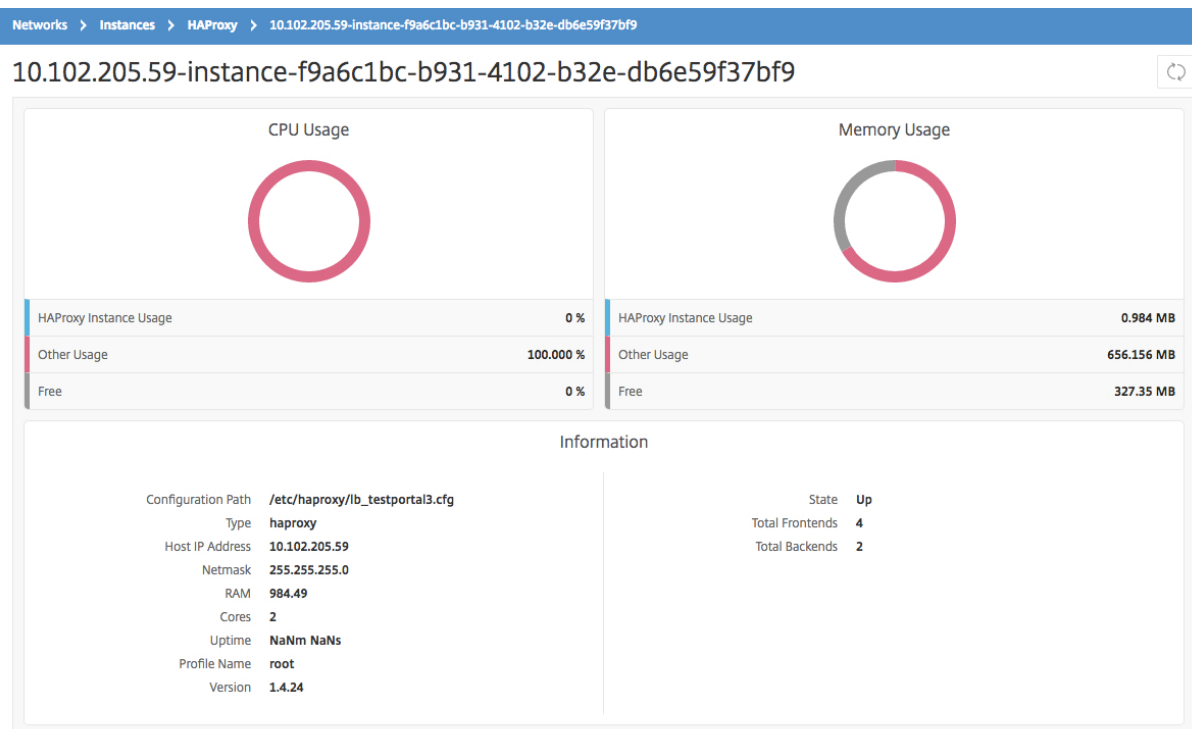 Networks > Instances > HAProxy > 10.102.205.59-instance-f9a6c1bc-b931-4102-b32e-db6e59f37bf9
10.102.205.59-instance-f9a6c1bc-b931-4102-b32e-db6e59f37bf9
CPU Usage
HAProxy Instance Usage 0 %
Other Usage 100.000 %
Free 0 %
Memory Usage
HAProxy Instance Usage 0.984 MB
Other Usage 656.156 MB
Free 327.35 MB
Information
Configuration Path /etc/haproxy/lb_testportal3.cfg
Type haproxy
Host IP Address 10.102.205.59
Netmask 255.255.255.0
RAM 984.49
Cores 2
Uptime NaNm NaNs
Profile Name root
Version 1.4.24
State Up
Total Frontends 4
Total Backends 2